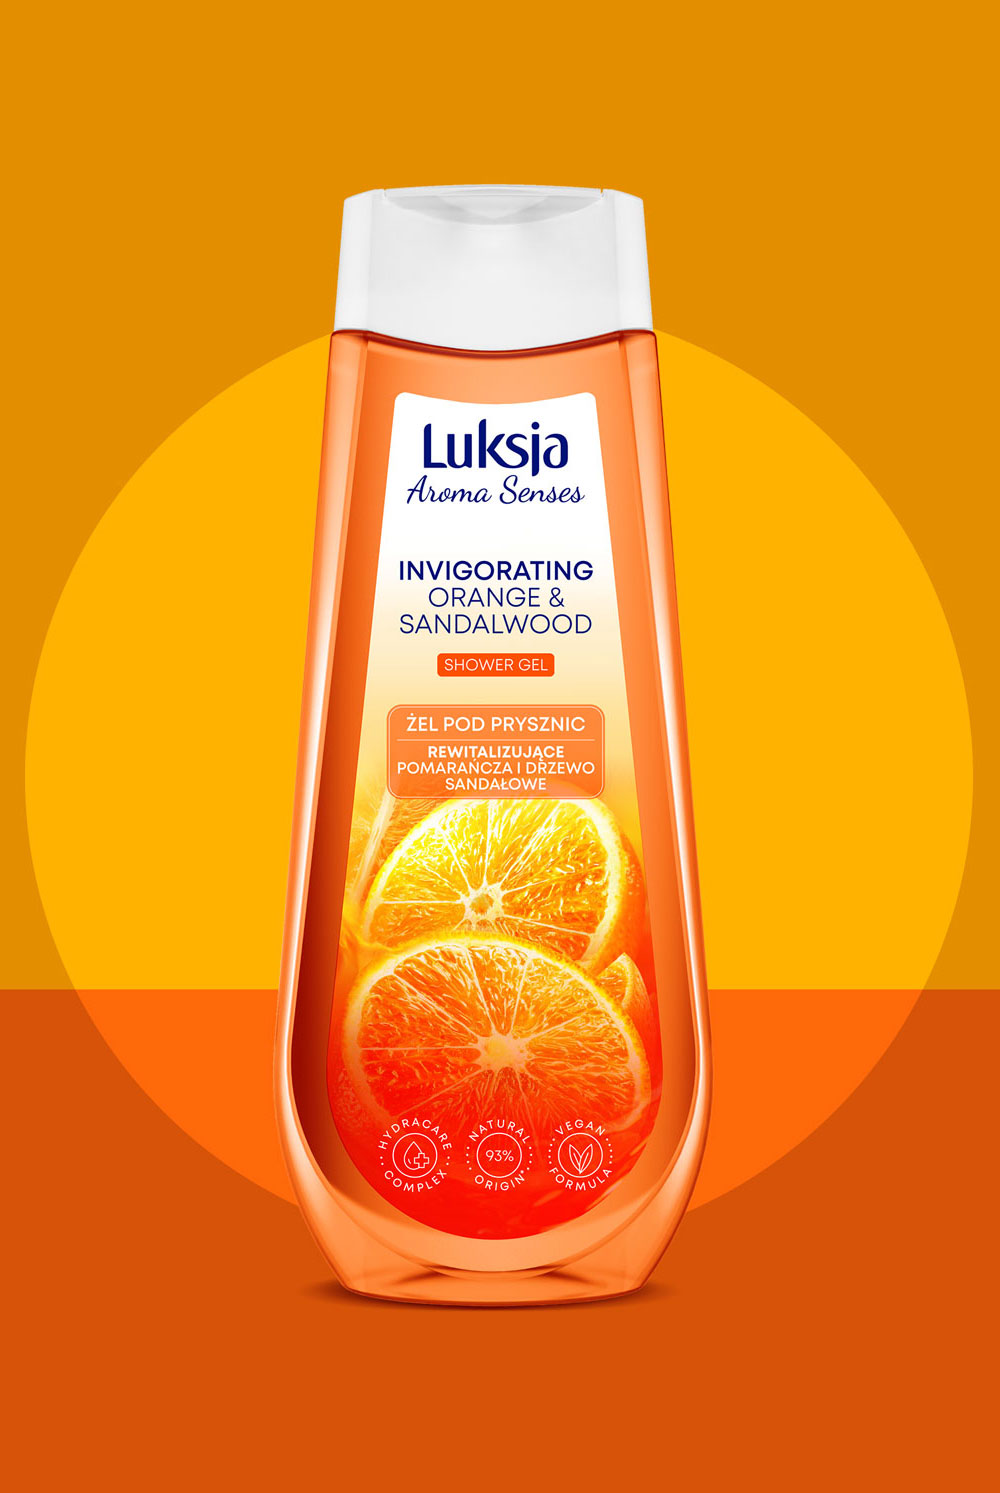 Luksja
Aroma Senses
INVIGORATING
ORANGE &
SANDALWOOD
SHOWER GEL
ŻEL POD PRYSZNIC
REWITALIZUJĄCE
POMARAŃCZA I DRZEWO
SANDAŁOWE
HYDRACARE COMPLEX
NATURAL 93% ORIGIN*
VEGAN FORMULA